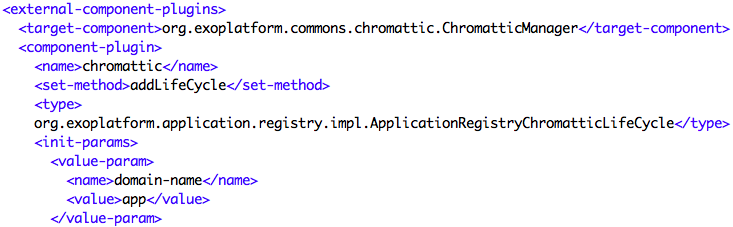 <external-component-plugins>
<target-component>org.exoplatform.commons.chromattic.ChromatticManager</target-component>
<component-plugin>
<name>chromattic</name>
<set-method>addLifeCycle</set-method>
<type>
org.exoplatform.application.registry.impl.ApplicationRegistryChromatticLifeCycle</type>
<init-params>
<value-param>
<name>domain-name</name>
<value>app</value>
</value-param>